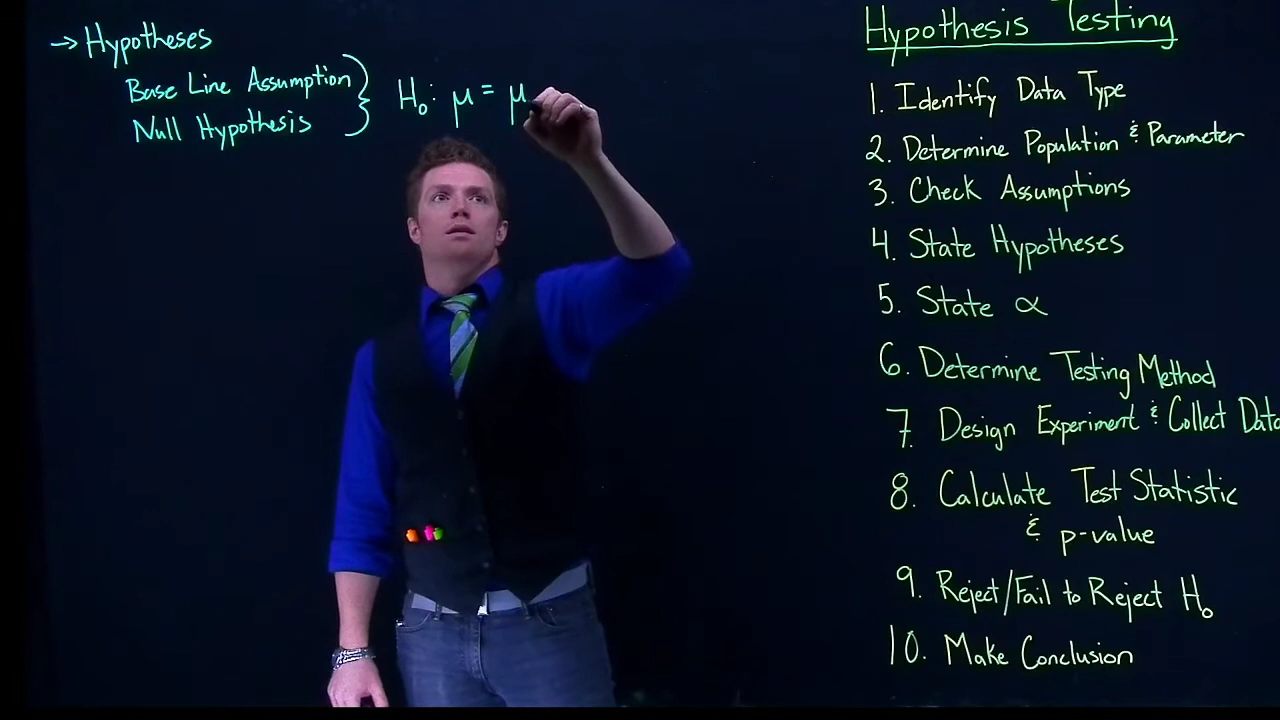 → Hypotheses
Base Line Assumption
Null Hypothesis
} H₀: μ = μ
Hypothesis Testing
1. Identify Data Type
2. Determine Population & Parameter
3. Check Assumptions
4. State Hypotheses
5. State α
6. Determine Testing Method
7. Design Experiment & Collect Data
8. Calculate Test Statistic
& p-value
9. Reject/Fail to Reject H₀
10. Make Conclusion